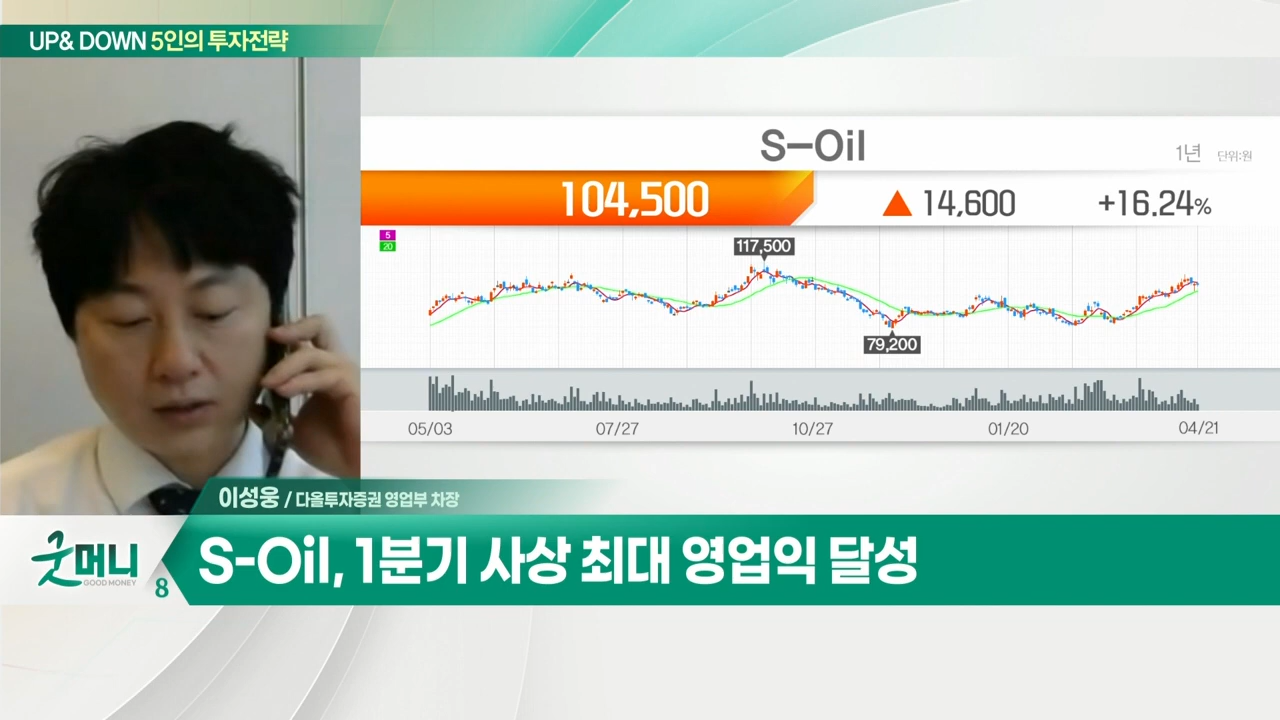 UP& DOWN 5인의 투자전략
S-Oil
1년 단위:원
104,500 ▲ 14,600 +16.24%
5
20
117,500
79,200
05/03 07/27 10/27 01/20 04/21
이성웅 / 다올투자증권 영업부 차장
굿머니
GOOD MONEY
8
S-Oil, 1분기 사상 최대 영업익 달성